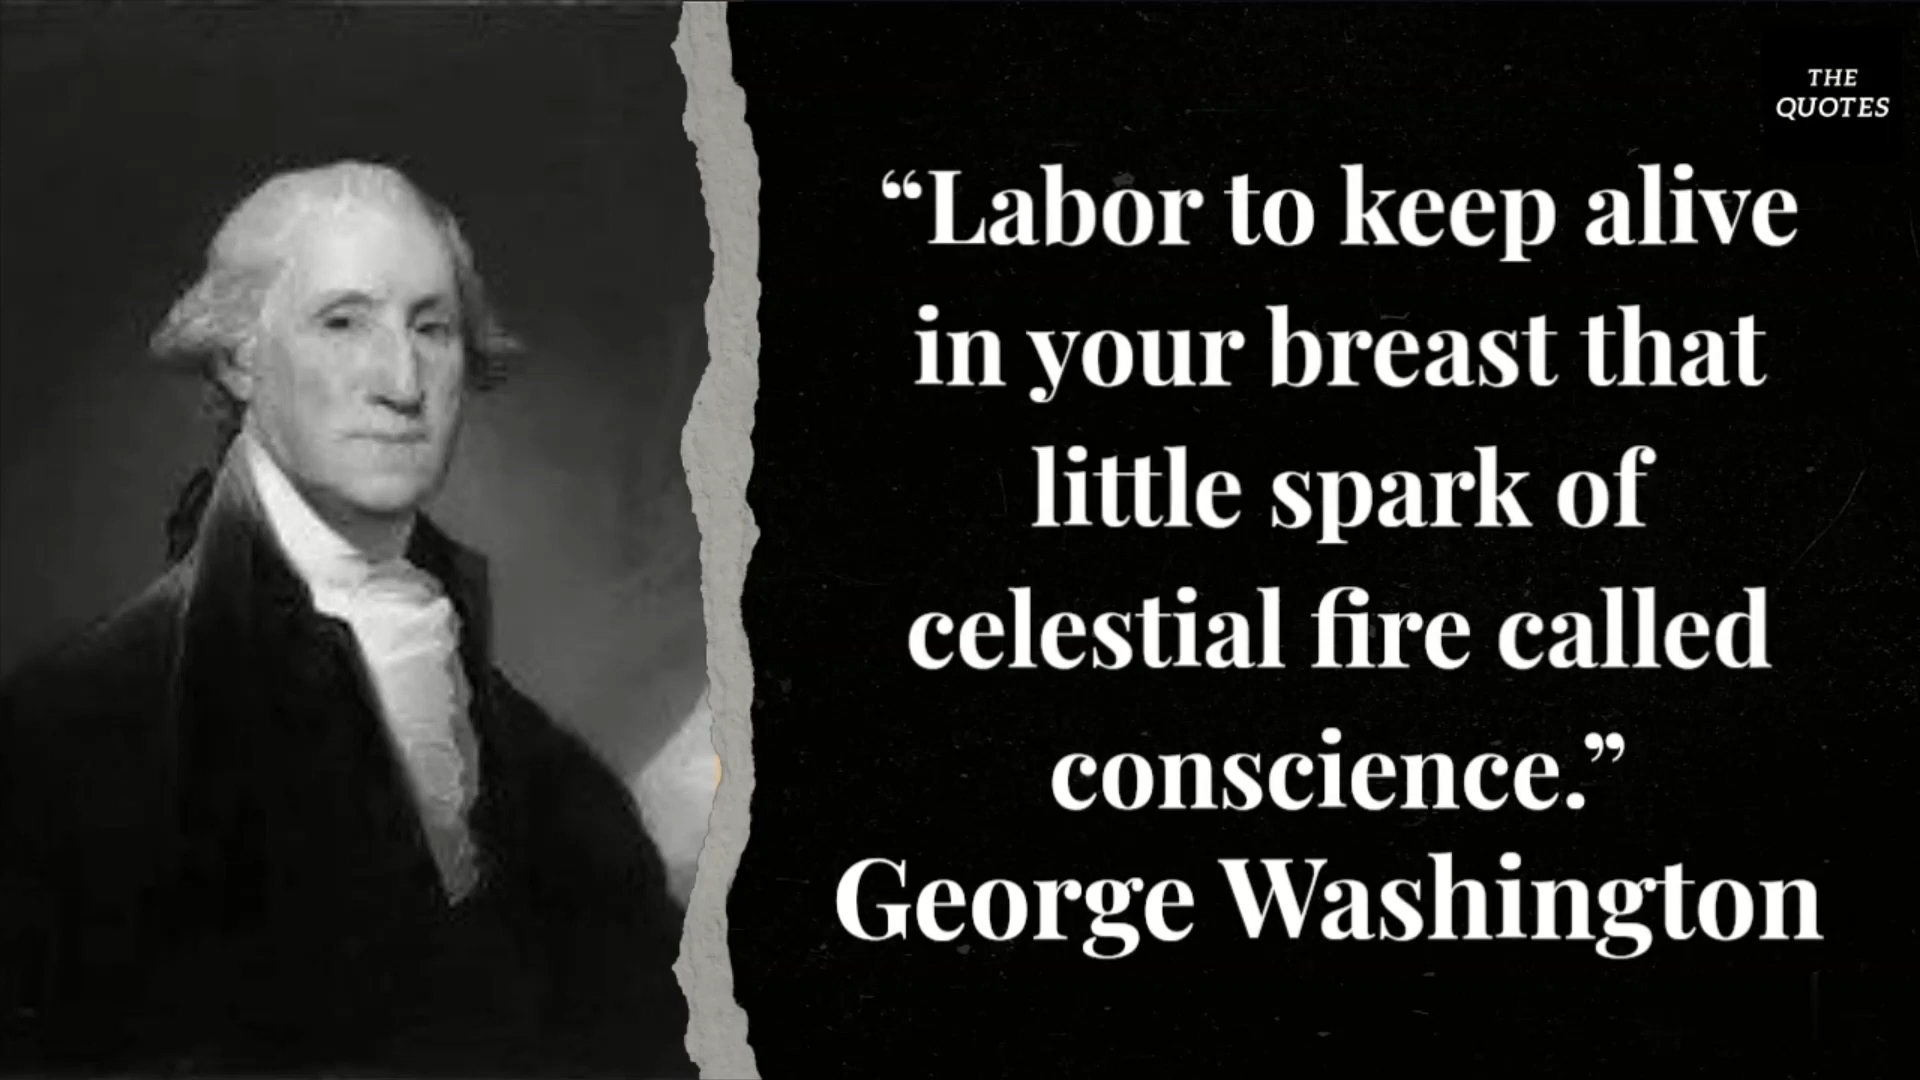 THE
QUOTES
“Labor to keep alive
in your breast that
little spark of
celestial fire called
conscience.”
George Washington